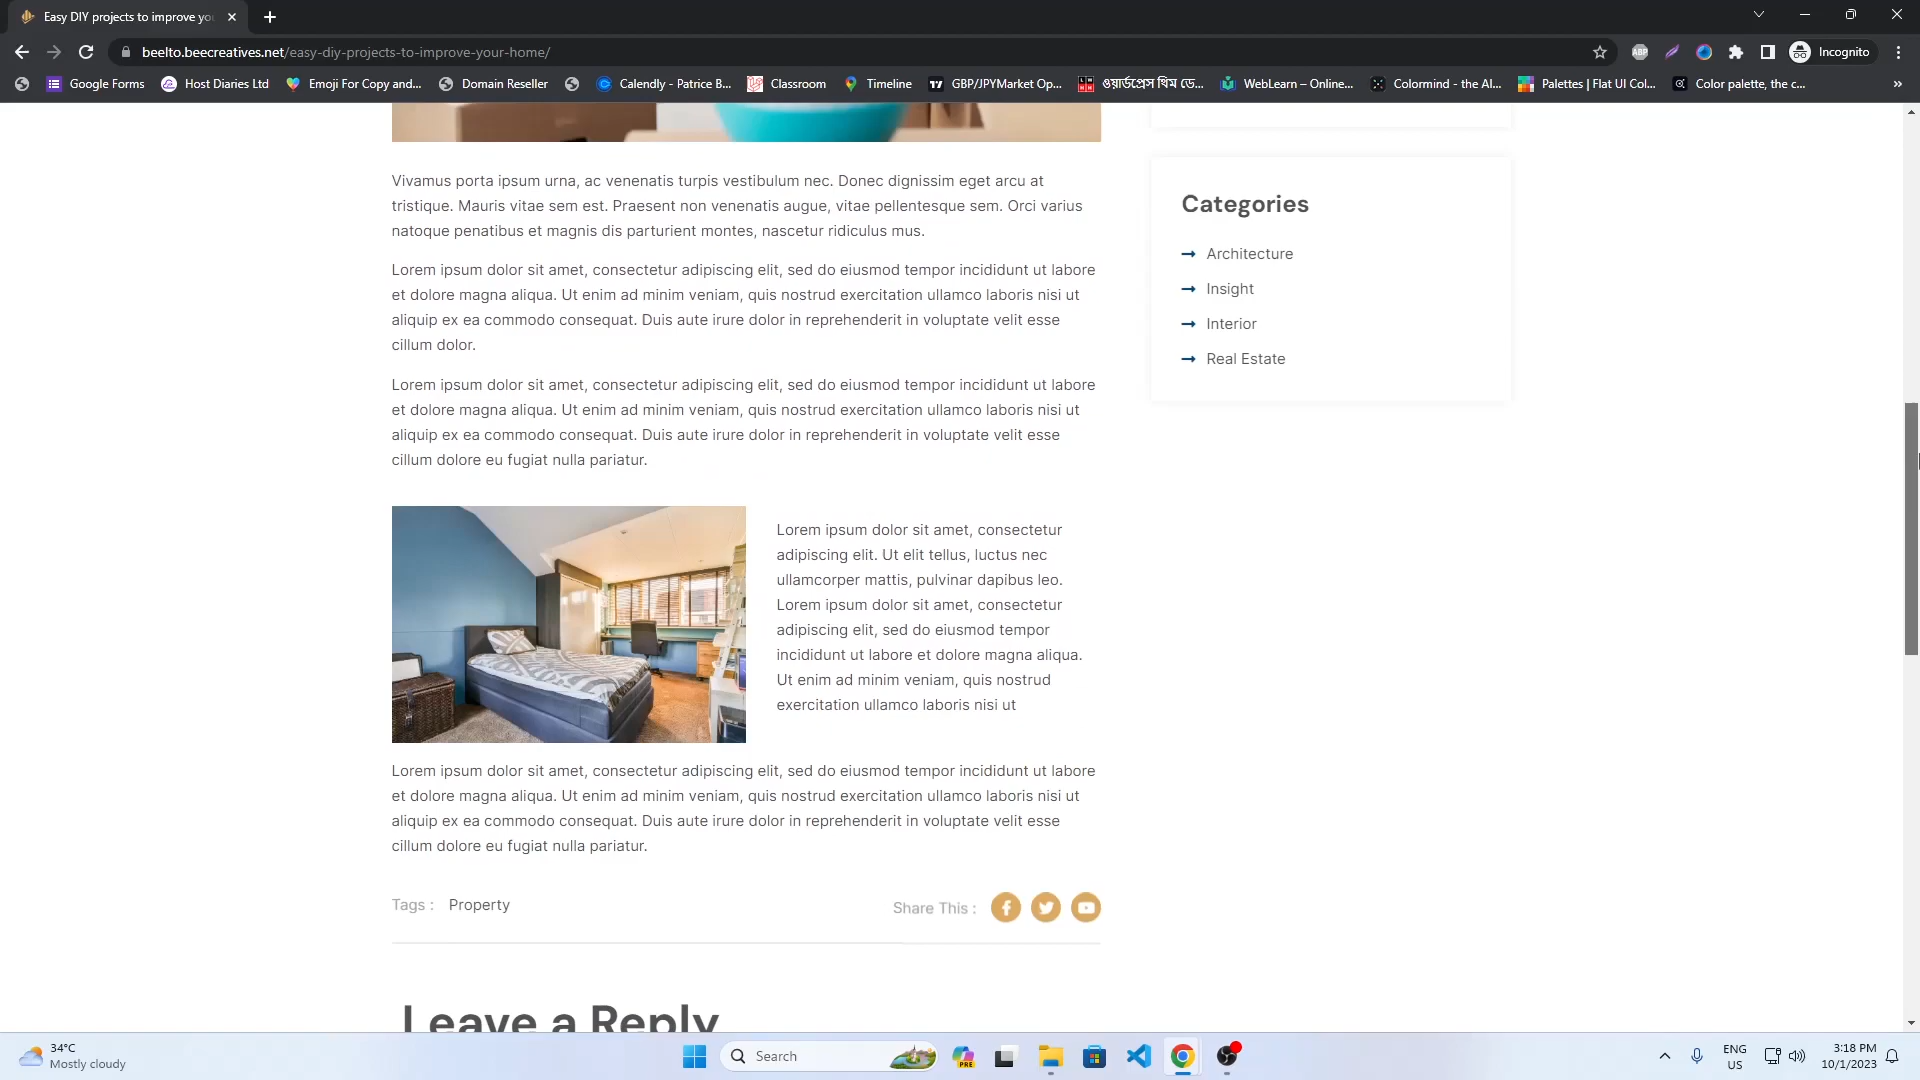 Easy DIY projects to improve you
beelto.beecreatives.net/easy-diy-projects-to-improve-your-home/
ABP
Incognito
Google Forms
Host Diaries Ltd
Emoji For Copy and...
Domain Reseller
Calendly - Patrice B...
Classroom
Timeline
GBP/JPYMarket Op...
ওয়ার্ডপ্রেস থিম ডে...
WebLearn – Online...
Colormind - the AI...
Palettes | Flat UI Col...
Color palette, the c...
»
Vivamus porta ipsum urna, ac venenatis turpis vestibulum nec. Donec dignissim eget arcu at
tristique. Mauris vitae sem est. Praesent non venenatis augue, vitae pellentesque sem. Orci varius
natoque penatibus et magnis dis parturient montes, nascetur ridiculus mus.
Lorem ipsum dolor sit amet, consectetur adipiscing elit, sed do eiusmod tempor incididunt ut labore
et dolore magna aliqua. Ut enim ad minim veniam, quis nostrud exercitation ullamco laboris nisi ut
aliquip ex ea commodo consequat. Duis aute irure dolor in reprehenderit in voluptate velit esse
cillum dolor.
Lorem ipsum dolor sit amet, consectetur adipiscing elit, sed do eiusmod tempor incididunt ut labore
et dolore magna aliqua. Ut enim ad minim veniam, quis nostrud exercitation ullamco laboris nisi ut
aliquip ex ea commodo consequat. Duis aute irure dolor in reprehenderit in voluptate velit esse
cillum dolore eu fugiat nulla pariatur.
Lorem ipsum dolor sit amet, consectetur
adipiscing elit. Ut elit tellus, luctus nec
ullamcorper mattis, pulvinar dapibus leo.
Lorem ipsum dolor sit amet, consectetur
adipiscing elit, sed do eiusmod tempor
incididunt ut labore et dolore magna aliqua.
Ut enim ad minim veniam, quis nostrud
exercitation ullamco laboris nisi ut
Lorem ipsum dolor sit amet, consectetur adipiscing elit, sed do eiusmod tempor incididunt ut labore
et dolore magna aliqua. Ut enim ad minim veniam, quis nostrud exercitation ullamco laboris nisi ut
aliquip ex ea commodo consequat. Duis aute irure dolor in reprehenderit in voluptate velit esse
cillum dolore eu fugiat nulla pariatur.
Tags : Property
Share This :
Leave a Reply
Categories
Architecture
Insight
Interior
Real Estate
34°C
Mostly cloudy
Search
PRE
ENG
US
3:18 PM
10/1/2023